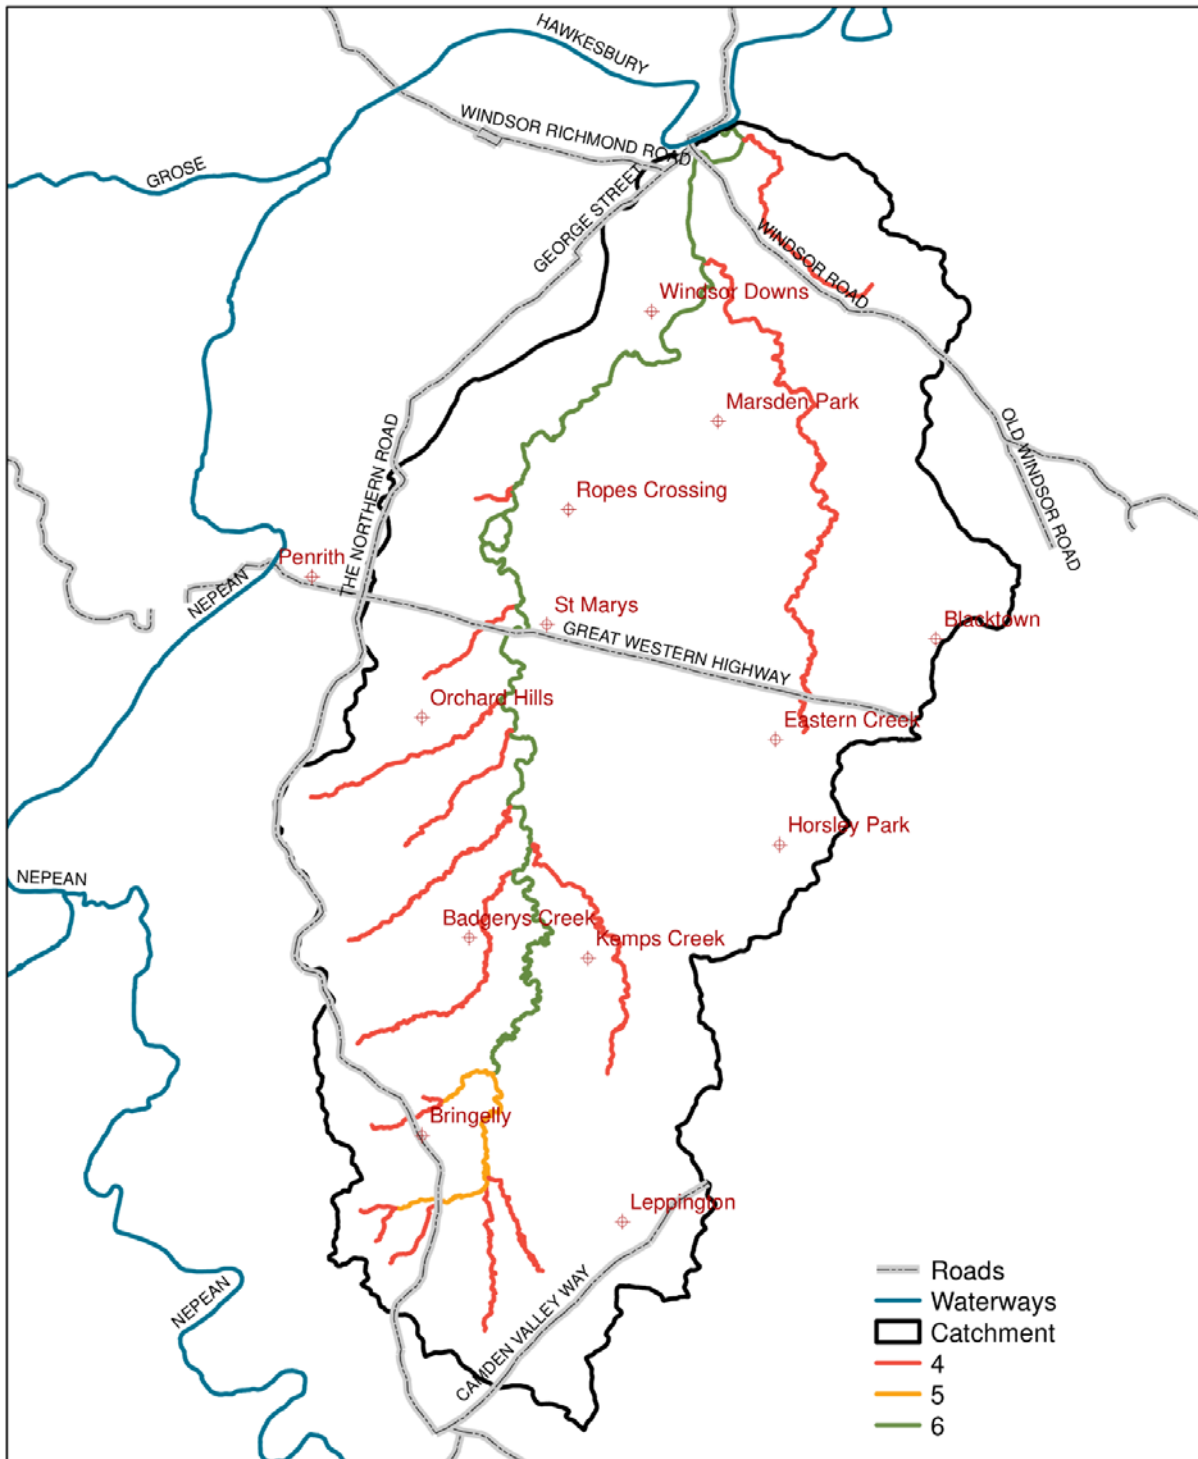 HAWKESBURY
WINDSOR RICHMOND ROAD
GROSE
GEORGE STREET
WINDSOR ROAD
Windsor Downs
Marsden Park
OLD WINDSOR ROAD
THE NORTHERN ROAD
Ropes Crossing
Penrith
NEPEAN
St Marys
GREAT WESTERN HIGHWAY
Blacktown
Orchard Hills
Eastern Creek
Horsley Park
NEPEAN
Badgerys Creek
Kemps Creek
Bringelly
Leppington
NEPEAN
CAMDEN VALLEY WAY
Roads
Waterways
Catchment
4
5
6